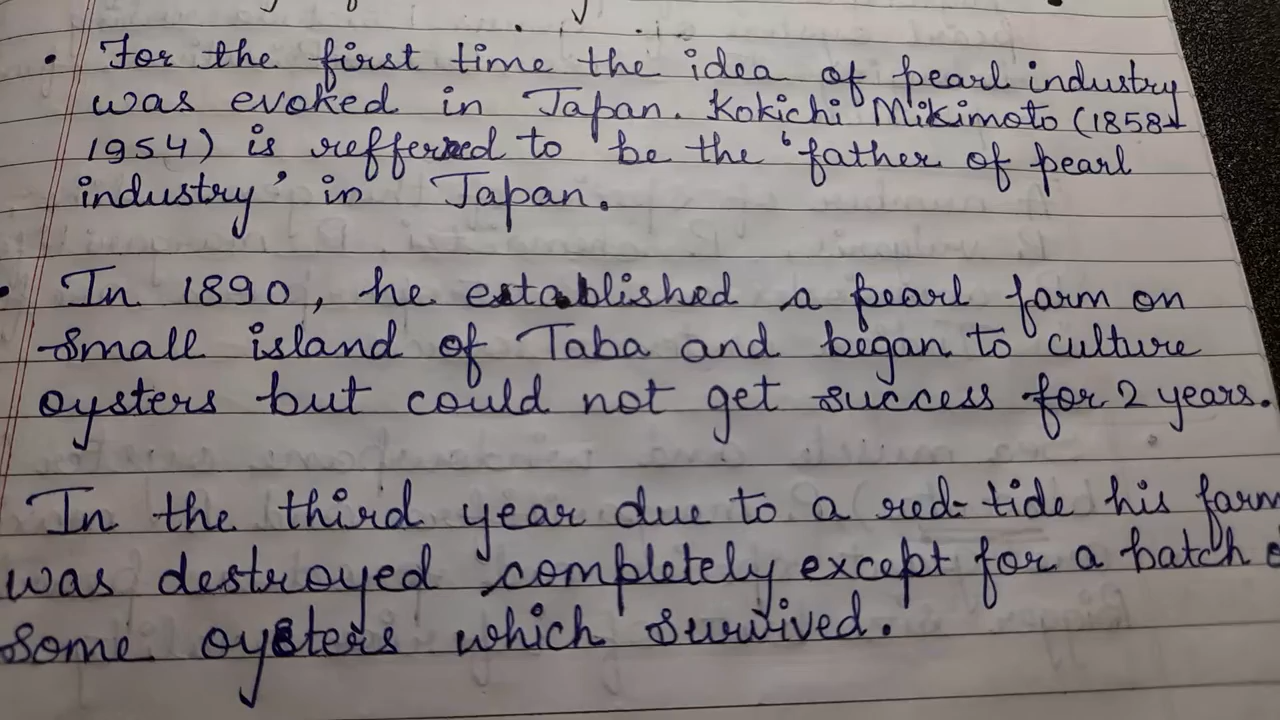 • For the first time the idea of pearl industry
was evoked in Japan. Kokichi Mikimoto (1858-
1954) is refferred to be the 'father of pearl
industry' in Japan.
• In 1890, he established a pearl farm on
small island of Taba and began to culture
oysters but could not get success for 2 years.
In the third year due to a red-tide his farm
was destroyed completely except for a batch
some oysters which survived.